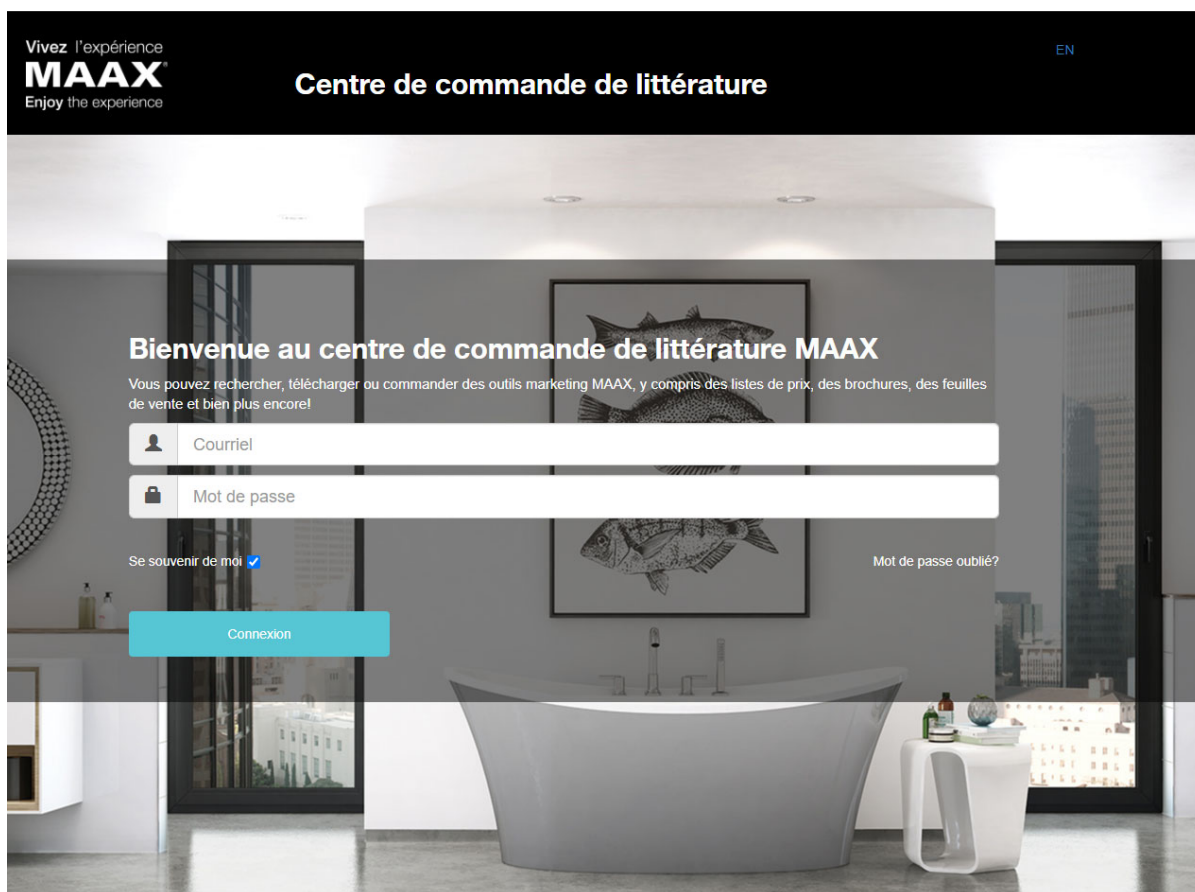 Vivez l'expérience
MAAX®
Enjoy the experience
EN
Centre de commande de littérature
Bienvenue au centre de commande de littérature MAAX
Vous pouvez rechercher, télécharger ou commander des outils marketing MAAX, y compris des listes de prix, des brochures, des feuilles
de vente et bien plus encore!
Courriel
Mot de passe
Se souvenir de moi
Mot de passe oublié?
Connexion